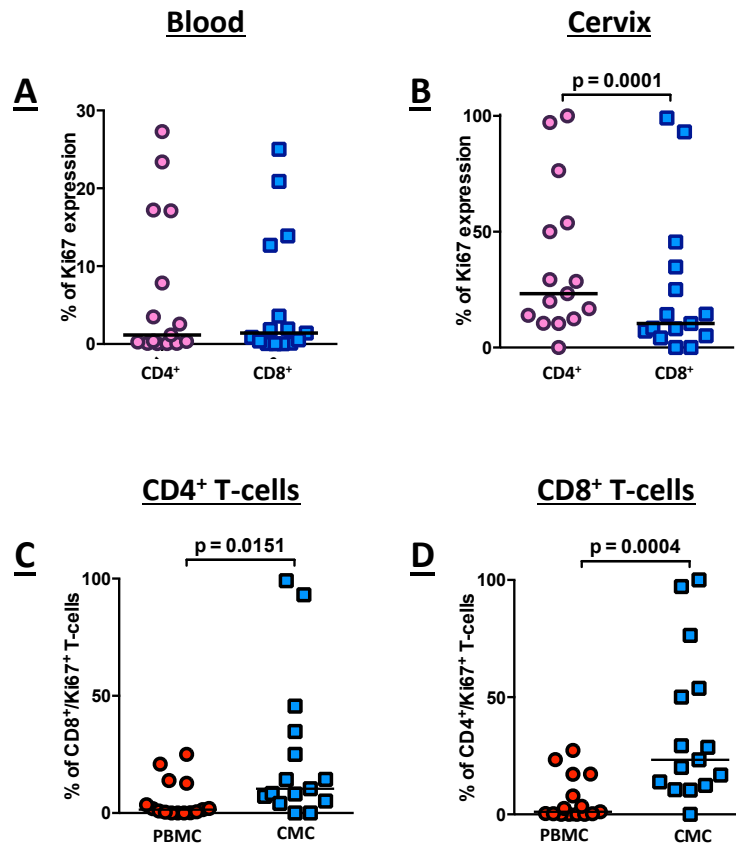 Blood
Cervix
A
% of Ki67 expression
30
20
10
0
CD4⁺
CD8⁺
B
p = 0.0001
% of Ki67 expression
100
50
0
CD4⁺
CD8⁺
CD4⁺ T-cells
CD8⁺ T-cells
C
p = 0.0151
% of CD8⁺/Ki67⁺ T-cells
100
50
0
PBMC
CMC
D
p = 0.0004
% of CD4⁺/Ki67⁺ T-cells
100
50
0
PBMC
CMC